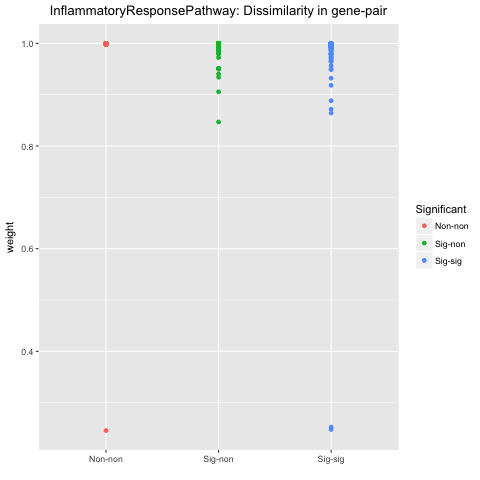 InflammatoryResponsePathway: Dissimilarity in gene-pair
1.0
0.8
0.6
0.4
weight
Non-non
Sig-non
Sig-sig
Significant
Non-non
Sig-non
Sig-sig